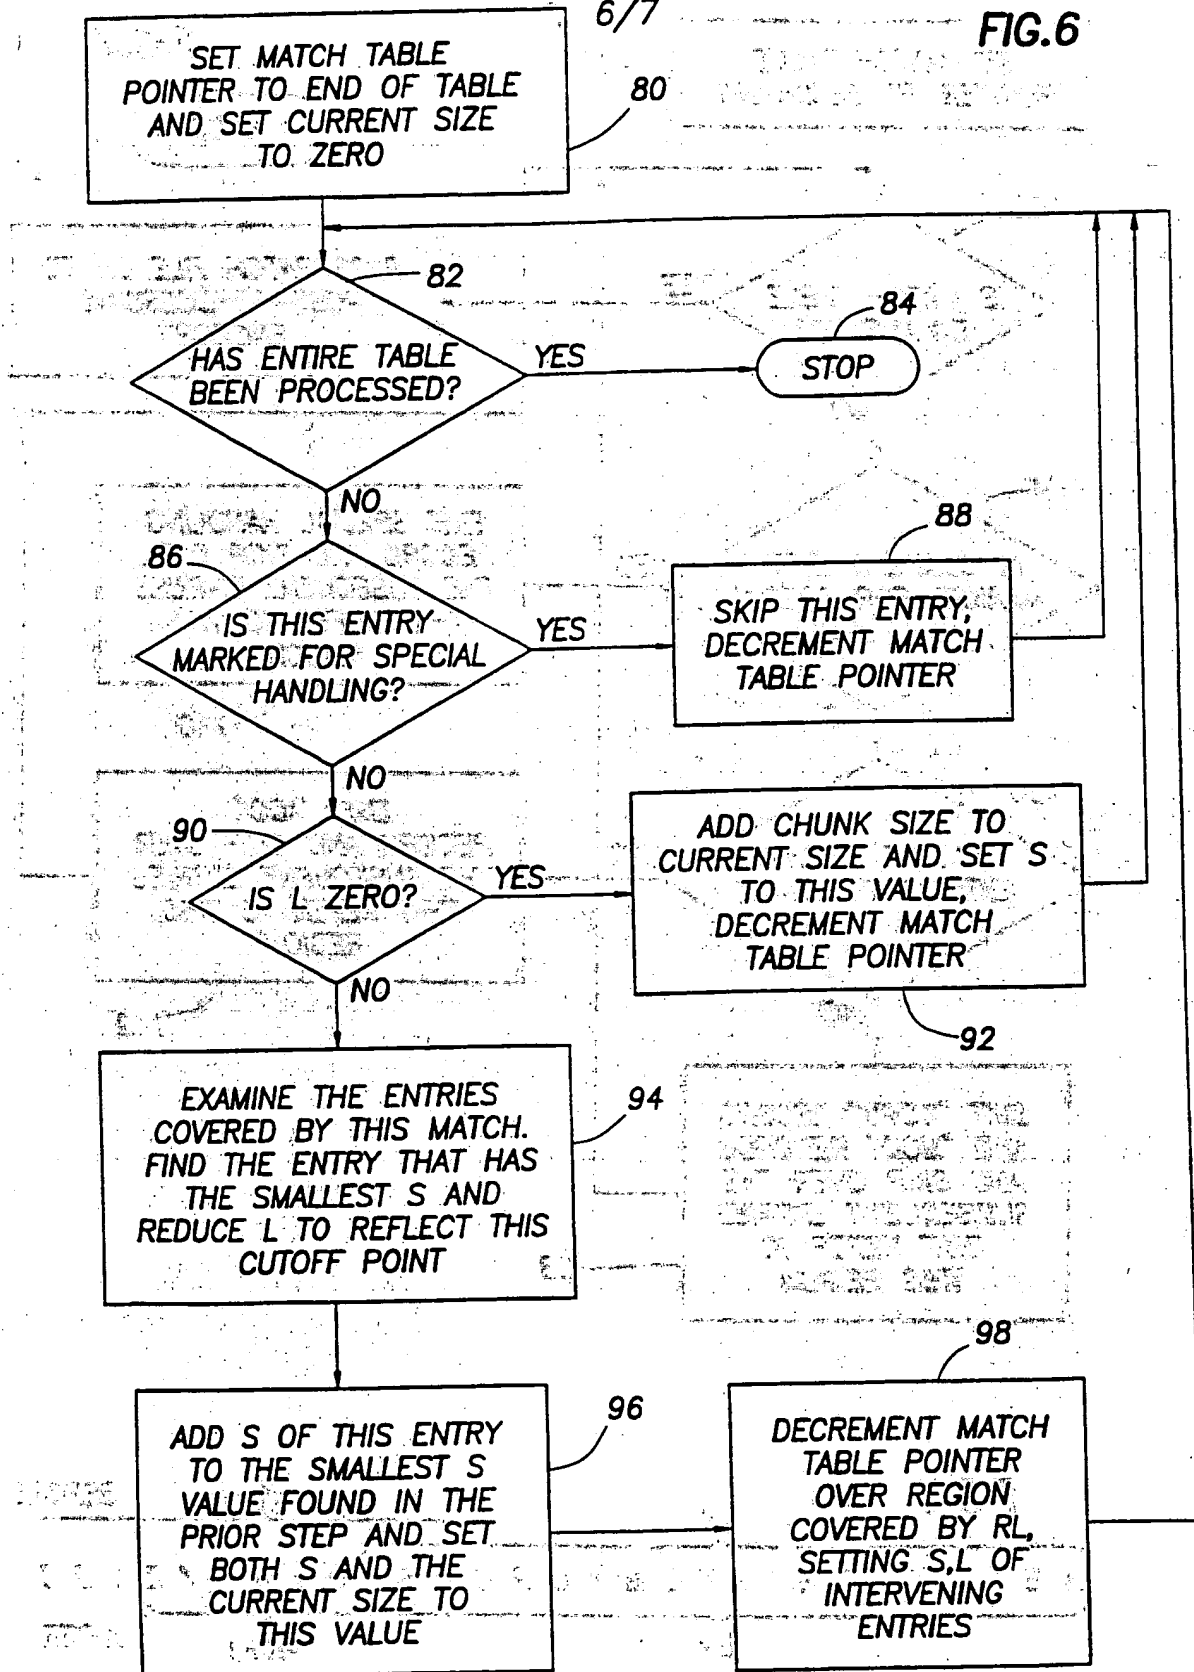 6/7
FIG.6
SET MATCH TABLE
POINTER TO END OF TABLE
AND SET CURRENT SIZE
TO ZERO
80
82
HAS ENTIRE TABLE
BEEN PROCESSED?
YES
84
STOP
NO
86
IS THIS ENTRY
MARKED FOR SPECIAL
HANDLING?
YES
88
SKIP THIS ENTRY,
DECREMENT MATCH
TABLE POINTER
NO
90
IS L ZERO?
YES
ADD CHUNK SIZE TO
CURRENT SIZE AND SET S
TO THIS VALUE,
DECREMENT MATCH
TABLE POINTER
92
NO
EXAMINE THE ENTRIES
COVERED BY THIS MATCH.
FIND THE ENTRY THAT HAS
THE SMALLEST S AND
REDUCE L TO REFLECT THIS
CUTOFF POINT
94
ADD S OF THIS ENTRY
TO THE SMALLEST S
VALUE FOUND IN THE
PRIOR STEP AND SET
BOTH S AND THE
CURRENT SIZE TO
THIS VALUE
96
98
DECREMENT MATCH
TABLE POINTER
OVER REGION
COVERED BY RL,
SETTING S,L OF
INTERVENING
ENTRIES